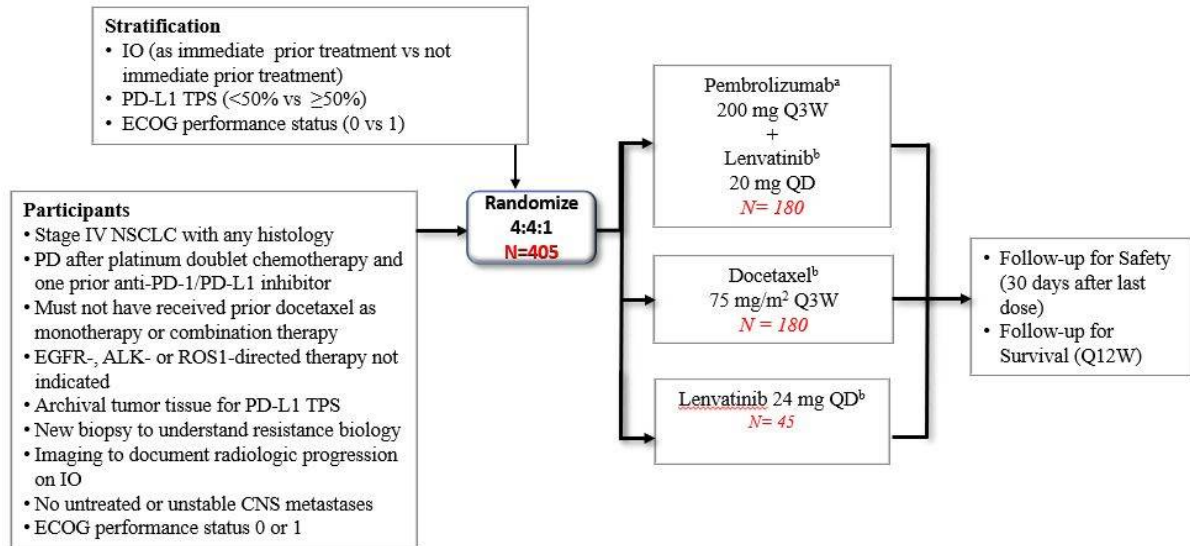 Stratification
• IO (as immediate prior treatment vs not
immediate prior treatment)
• PD-L1 TPS (<50% vs ≥50%)
• ECOG performance status (0 vs 1)
Participants
• Stage IV NSCLC with any histology
• PD after platinum doublet chemotherapy and
one prior anti-PD-1/PD-L1 inhibitor
• Must not have received prior docetaxel as
monotherapy or combination therapy
• EGFR-, ALK- or ROS1-directed therapy not
indicated
• Archival tumor tissue for PD-L1 TPS
• New biopsy to understand resistance biology
• Imaging to document radiologic progression
on IO
• No untreated or unstable CNS metastases
• ECOG performance status 0 or 1
Randomize
4:4:1
N=405
Pembrolizumabᵃ
200 mg Q3W
+
Lenvatinibᵇ
20 mg QD
N= 180
Docetaxelᵇ
75 mg/m² Q3W
N = 180
Lenvatinib 24 mg QDᵇ
N= 45
• Follow-up for Safety
(30 days after last
dose)
• Follow-up for
Survival (Q12W)